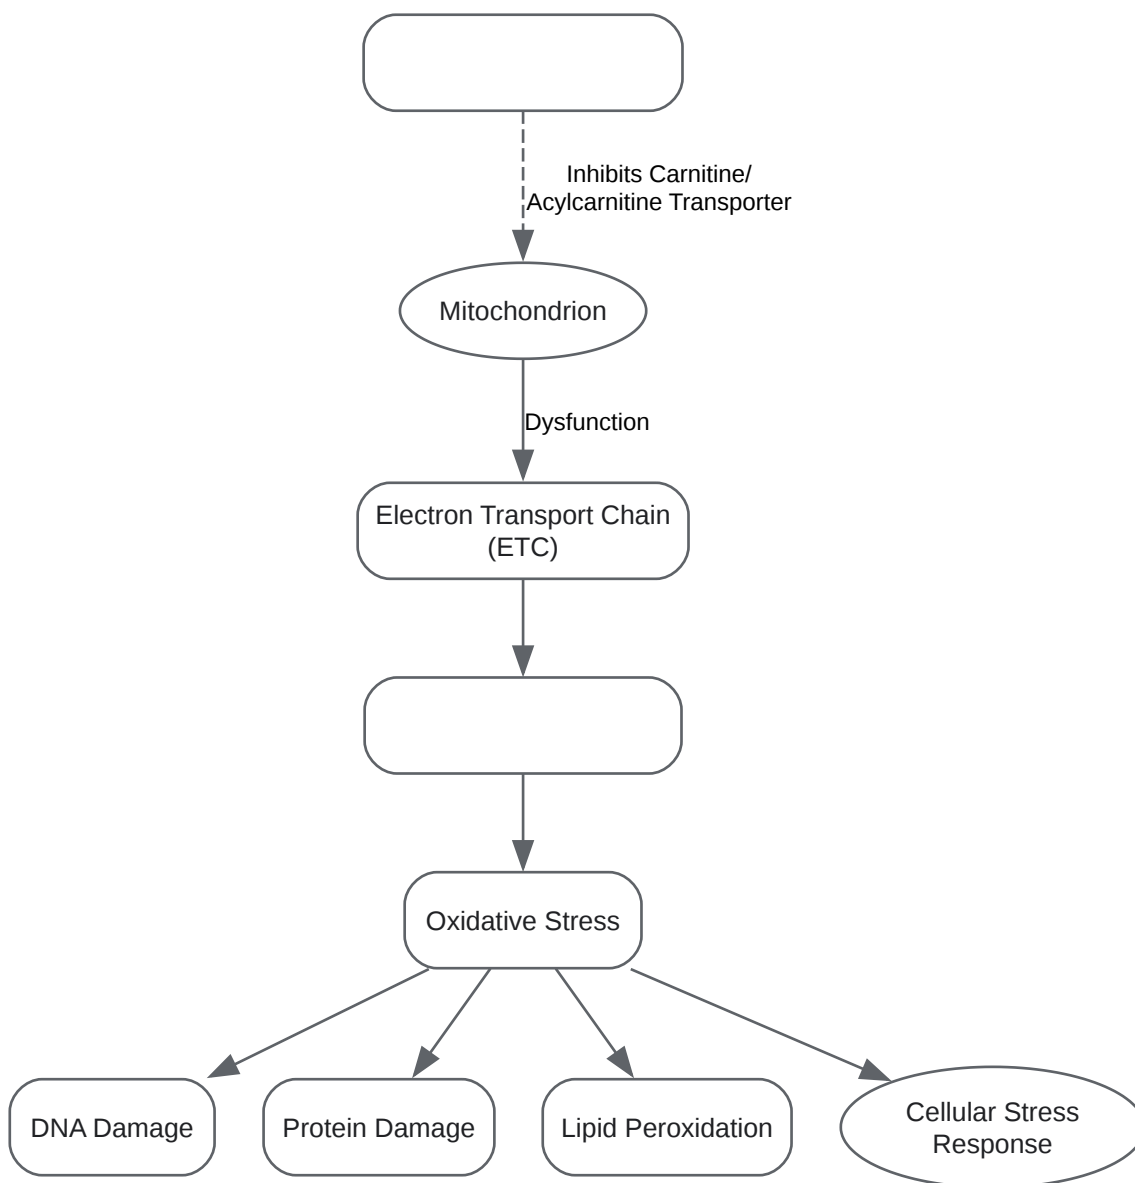 Inhibits Carnitine/
Acylcarnitine Transporter
Mitochondrion
Dysfunction
Electron Transport Chain
(ETC)
Oxidative Stress
DNA Damage
Protein Damage
Lipid Peroxidation
Cellular Stress
Response